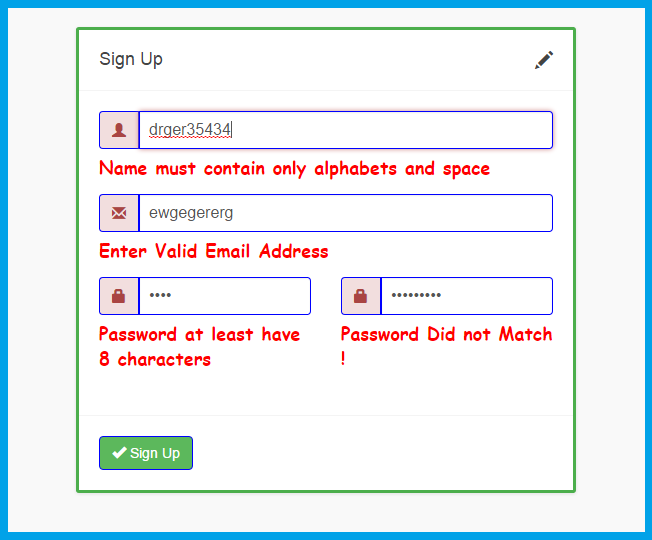 Sign Up
drger35434
Name must contain only alphabets and space
ewgegererg
Enter Valid Email Address
•••• •••••••••
Password at least have Password Did not Match
8 characters !
Sign Up